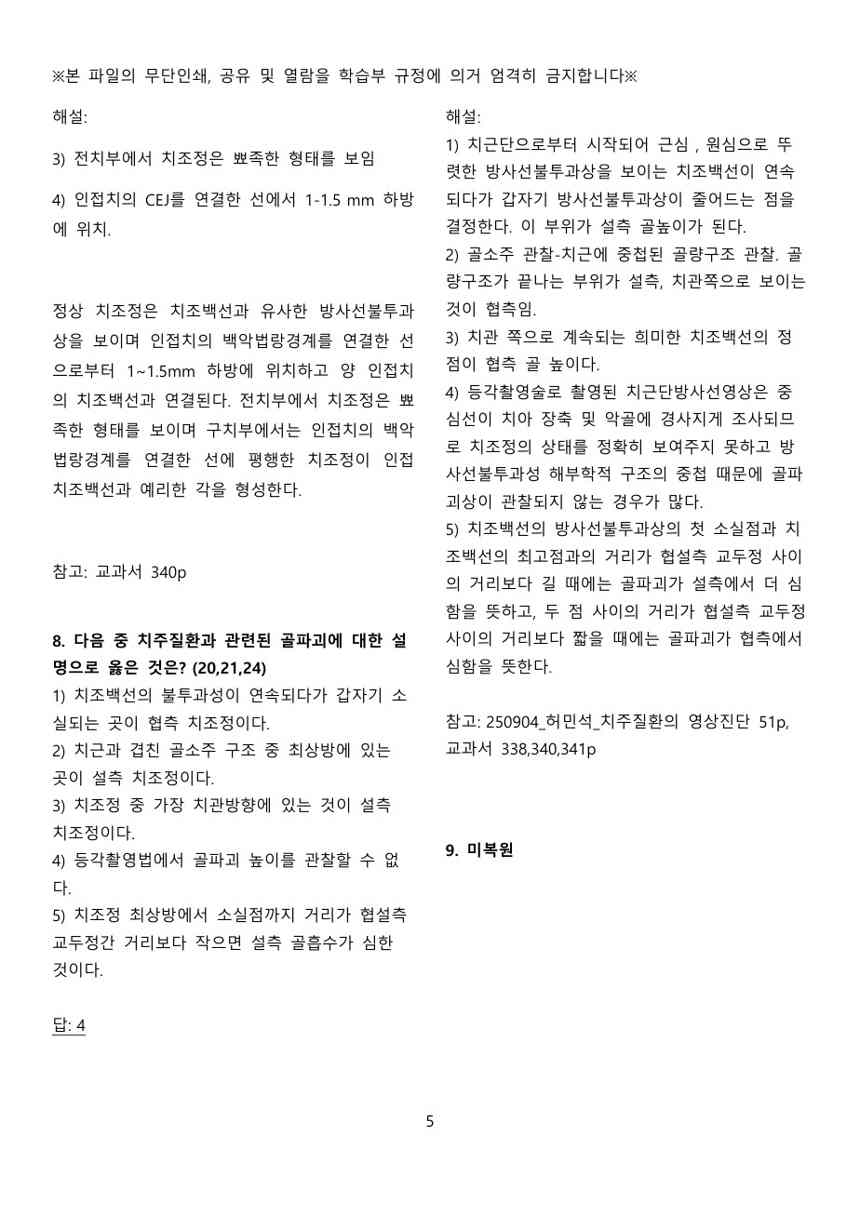 ※본 파일의 무단인쇄, 공유 및 열람을 학습부 규정에 의거 엄격히 금지합니다※
해설:
3) 전치부에서 치조정은 뾰족한 형태를 보임
4) 인접치의 CEJ를 연결한 선에서 1-1.5 mm 하방
에 위치.
정상 치조정은 치조백선과 유사한 방사선불투과
상을 보이며 인접치의 백악법랑경계를 연결한 선
으로부터 1~1.5mm 하방에 위치하고 양 인접치
의 치조백선과 연결된다. 전치부에서 치조정은 뾰
족한 형태를 보이며 구치부에서는 인접치의 백악
법랑경계를 연결한 선에 평행한 치조정이 인접
치조백선과 예리한 각을 형성한다.
참고: 교과서 340p
8. 다음 중 치주질환과 관련된 골파괴에 대한 설
명으로 옳은 것은? (20,21,24)
1) 치조백선의 불투과성이 연속되다가 갑자기 소
실되는 곳이 협측 치조정이다.
2) 치근과 겹친 골소주 구조 중 최상방에 있는
곳이 설측 치조정이다.
3) 치조정 중 가장 치관방향에 있는 것이 설측
치조정이다.
4) 등각촬영법에서 골파괴 높이를 관찰할 수 없
다.
5) 치조정 최상방에서 소실점까지 거리가 협설측
교두정간 거리보다 작으면 설측 골흡수가 심한
것이다.
답: 4
해설:
1) 치근단으로부터 시작되어 근심 , 원심으로 뚜
렷한 방사선불투과상을 보이는 치조백선이 연속
되다가 갑자기 방사선불투과상이 줄어드는 점을
결정한다. 이 부위가 설측 골높이가 된다.
2) 골소주 관찰-치근에 중첩된 골량구조 관찰. 골
량구조가 끝나는 부위가 설측, 치관쪽으로 보이는
것이 협측임.
3) 치관 쪽으로 계속되는 희미한 치조백선의 정
점이 협측 골 높이다.
4) 등각촬영술로 촬영된 치근단방사선영상은 중
심선이 치아 장축 및 악골에 경사지게 조사되므
로 치조정의 상태를 정확히 보여주지 못하고 방
사선불투과성 해부학적 구조의 중첩 때문에 골파
괴상이 관찰되지 않는 경우가 많다.
5) 치조백선의 방사선불투과상의 첫 소실점과 치
조백선의 최고점과의 거리가 협설측 교두정 사이
의 거리보다 길 때에는 골파괴가 설측에서 더 심
함을 뜻하고, 두 점 사이의 거리가 협설측 교두정
사이의 거리보다 짧을 때에는 골파괴가 협측에서
심함을 뜻한다.
참고: 250904_허민석_치주질환의 영상진단 51p,
교과서 338,340,341p
9. 미복원
5